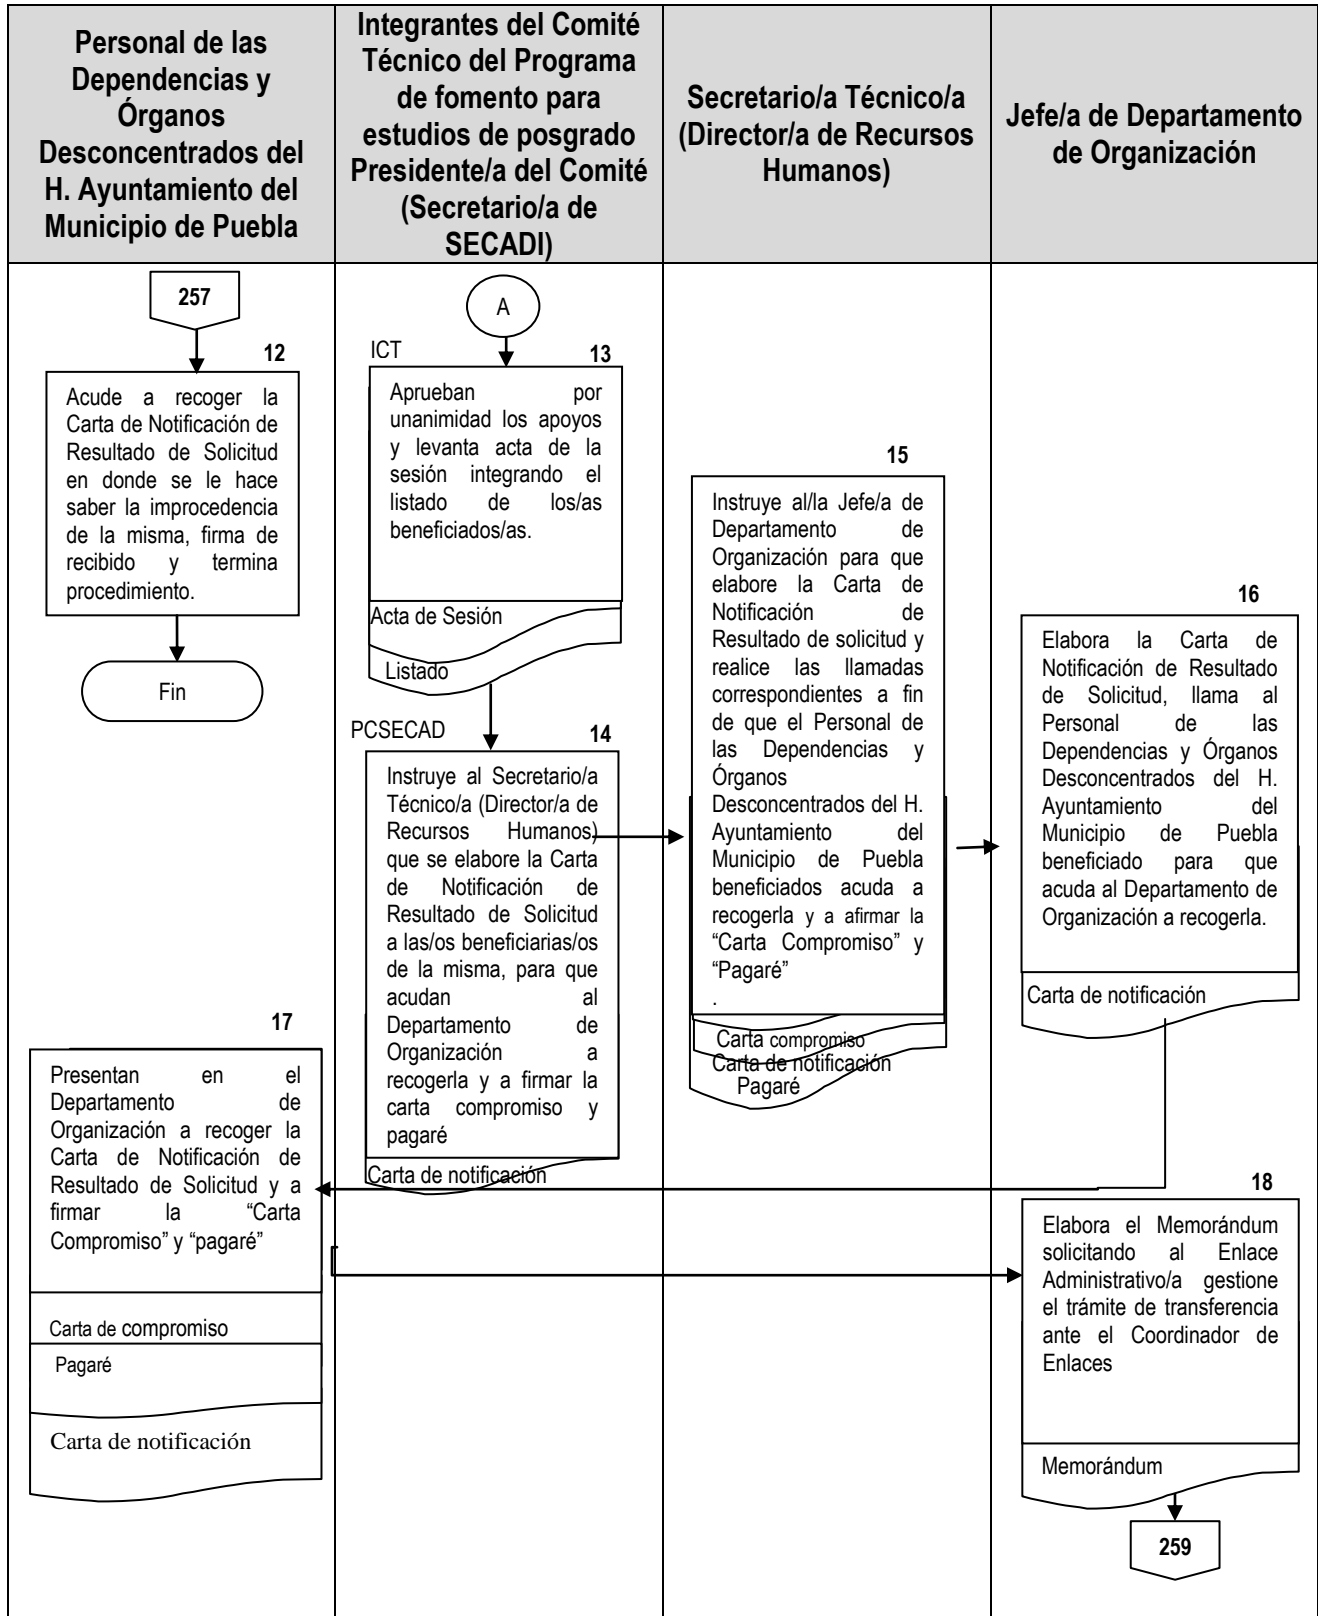 Personal de las
Dependencias y
Órganos
Desconcentrados del
H. Ayuntamiento del
Municipio de Puebla
Integrantes del Comité
Técnico del Programa
de fomento para
estudios de posgrado
Presidente/a del Comité
(Secretario/a de
SECADI)
Secretario/a Técnico/a
(Director/a de Recursos
Humanos)
Jefe/a de Departamento
de Organización
257
12
Acude a recoger la
Carta de Notificación de
Resultado de Solicitud
en donde se le hace
saber la improcedencia
de la misma, firma de
recibido y termina
procedimiento.
Fin
A
ICT
13
Aprueban por
unanimidad los apoyos
y levanta acta de la
sesión integrando el
listado de los/as
beneficiados/as.
Acta de Sesión
Listado
PCSECAD
14
Instruye al Secretario/a
Técnico/a (Director/a de
Recursos Humanos)
que se elabore la Carta
de Notificación de
Resultado de Solicitud
a las/os beneficiarias/os
de la misma, para que
acudan al
Departamento de
Organización a
recogerla y a firmar la
carta compromiso y
pagaré
Carta de notificación
15
Instruye al/la Jefe/a de
Departamento de
Organización para que
elabore la Carta de
Notificación de
Resultado de solicitud y
realice las llamadas
correspondientes a fin
de que el Personal de
las Dependencias y
Órganos
Desconcentrados del H.
Ayuntamiento del
Municipio de Puebla
beneficiados acuda a
recogerla y a afirmar la
“Carta Compromiso” y
“Pagaré”
.
Carta compromiso
Carta de notificación
Pagaré
16
Elabora la Carta de
Notificación de Resultado
de Solicitud, llama al
Personal de las
Dependencias y Órganos
Desconcentrados del H.
Ayuntamiento del
Municipio de Puebla
beneficiado para que
acuda al Departamento de
Organización a recogerla.
Carta de notificación
17
Presentan en el
Departamento de
Organización a recoger la
Carta de Notificación de
Resultado de Solicitud y a
firmar la “Carta
Compromiso” y “pagaré”
Carta de compromiso
Pagaré
Carta de notificación
18
Elabora el Memorándum
solicitando al Enlace
Administrativo/a gestione
el trámite de transferencia
ante el Coordinador de
Enlaces
Memorándum
259